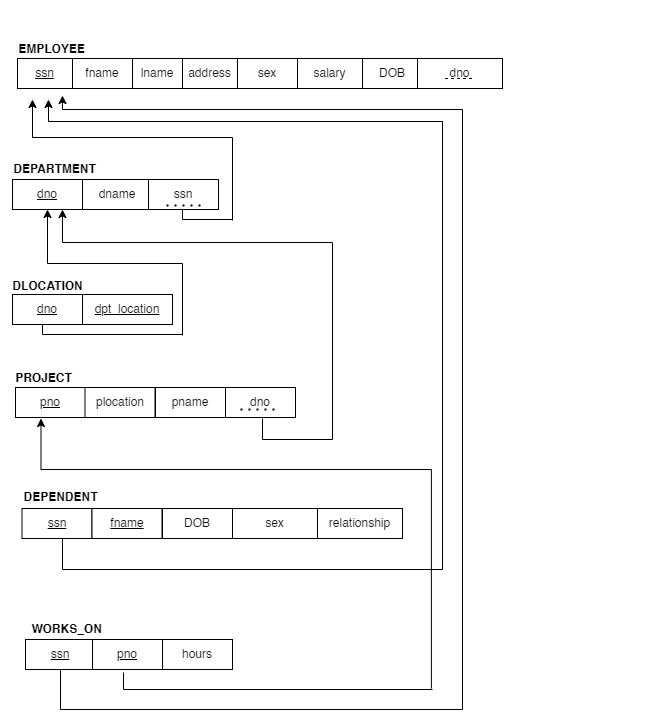 EMPLOYEE
ssn fname lname address sex salary DOB dno
DEPARTMENT
dno dname ssn
DLOCATION
dno dpt_location
PROJECT
pno plocation pname dno
DEPENDENT
ssn fname DOB sex relationship
WORKS_ON
ssn pno hours